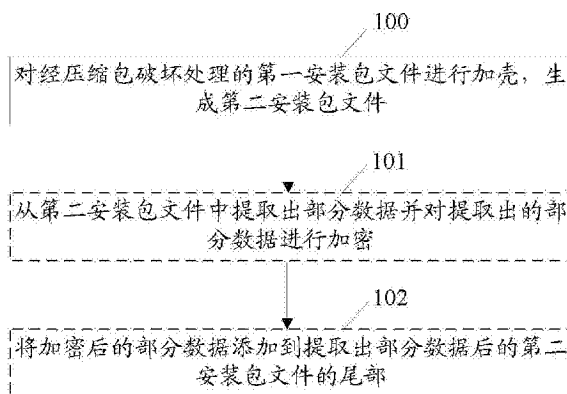 100
对经压缩包破坏处理的第一安装包文件进行加壳，生
成第二安装包文件
101
从第二安装包文件中提取出部分数据并对提取出的部
分数据进行加密
102
将加密后的部分数据添加到提取出部分数据后的第二
安装包文件的尾部